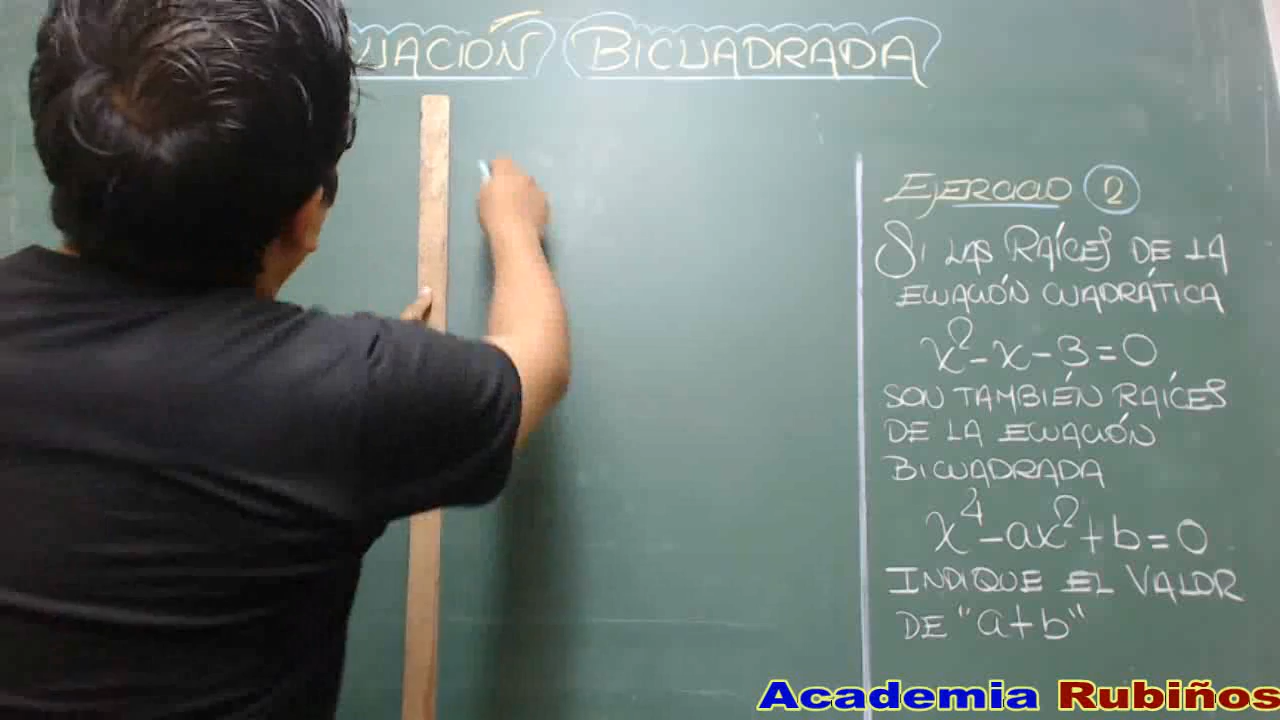 UACIÓN BICUADRADA
EJERCICIO 2
SI LAS RAÍCES DE LA
ECUACIÓN CUADRÁTICA
x² - x - 3 = 0
SON TAMBIÉN RAÍCES
DE LA ECUACIÓN
BICUADRADA
x⁴ - ax² + b = 0
INDIQUE EL VALOR
DE "a+b"
Academia Rubiños